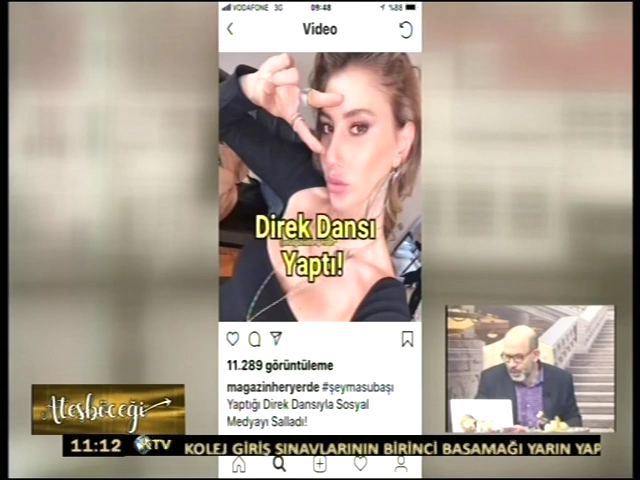 VODAFONE 3G 09:48 %88
Video
Direk Dansı
Yaptı!
11.289 görüntüleme
magazinheryerde #şeymasubaşı
Yaptığı Direk Dansıyla Sosyal
Medyayı Salladı!
Ateşböceği
11:12 TV KOLEJ GİRİŞ SINAVLARININ BİRİNCİ BASAMAĞI YARIN YAP